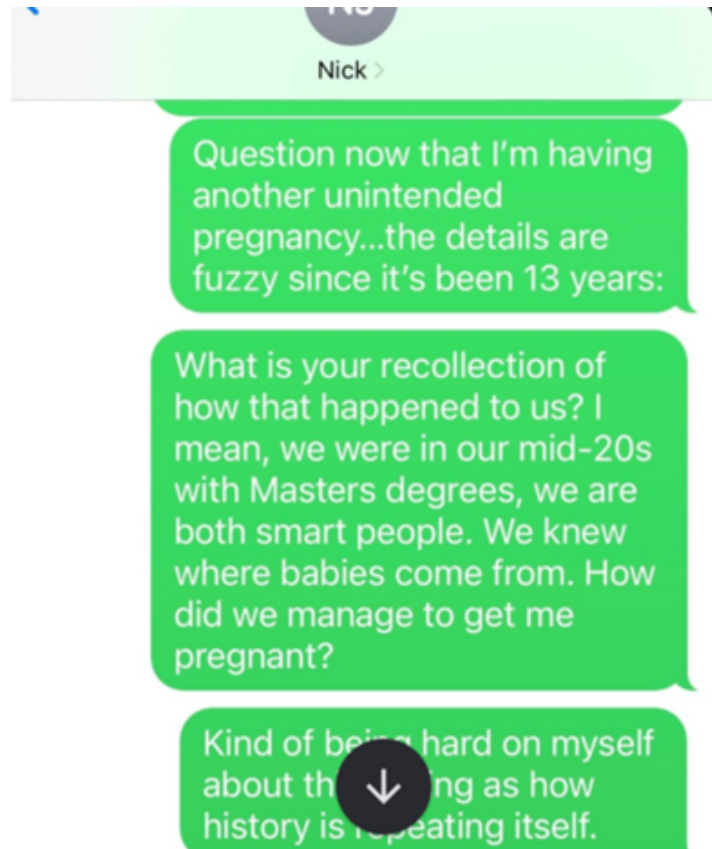 Nick
Question now that I'm having
another unintended
pregnancy...the details are
fuzzy since it's been 13 years:
What is your recollection of
how that happened to us? I
mean, we were in our mid-20s
with Masters degrees, we are
both smart people. We knew
where babies come from. How
did we manage to get me
pregnant?
Kind of being hard on myself
about as how
history is repeating itself.